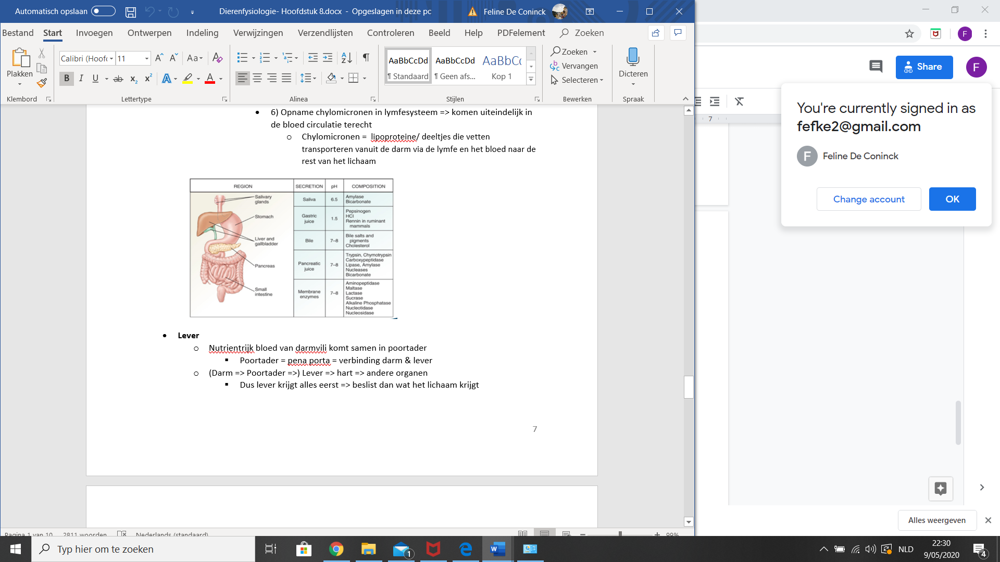 Automatisch opslaan
Dierenfysiologie- Hoofdstuk 8.docx - Opgeslagen in deze pc
Feline De Coninck
Bestand Start Invoegen Ontwerpen Indeling Verwijzingen Verzendlijsten Controleren Beeld Help PDFelement Zoeken
Plakken
Klembord
Calibri (Hoof 11
Lettertype
Alinea
AaBbCcDd AaBbCcDd AaBbCc
¶ Standaard ¶ Geen afs... Kop 1
Stijlen
Zoeken
Vervangen
Selecteren
Bewerken
Dicteren
Spraak
• 6) Opname chylomicronen in lymfesysteem => komen uiteindelijk in
de bloed circulatie terecht
o Chylomicronen = lipoproteine/ deeltjes die vetten
transporteren vanuit de darm via de lymfe en het bloed naar de
rest van het lichaam
REGION SECRETION pH COMPOSITION
Salivary
glands
Saliva 6.5
Amylase
Bicarbonate
Stomach
Gastric
juice
1.5
Pepsinogen
HCl
Rennin in ruminant
mammals
Liver and
gallbladder
Bile 7–8
Bile salts and
pigments
Cholesterol
Pancreas
Pancreatic
juice
7–8
Trypsin, Chymotrypsin
Carboxypeptidase
Lipase, Amylase
Nucleases
Bicarbonate
Small
intestine
Membrane
enzymes
7–8
Aminopeptidase
Maltase
Lactase
Sucrase
Alkaline Phosphatase
Nucleotidase
Nucleosidase
• Lever
o Nutrientrijk bloed van darmvili komt samen in poortader
▪ Poortader = pena porta = verbinding darm & lever
o (Darm => Poortader =>) Lever => hart => andere organen
▪ Dus lever krijgt alles eerst => beslist dan wat het lichaam krijgt
7
Pagina 1 van 10 2811 woorden Nederlands (standaard) 99%
F
Share
F
7
You're currently signed in as
fefke2@gmail.com
F Feline De Coninck
Change account OK
Alles weergeven
Typ hier om te zoeken
1
NLD
22:30
9/05/2020
4